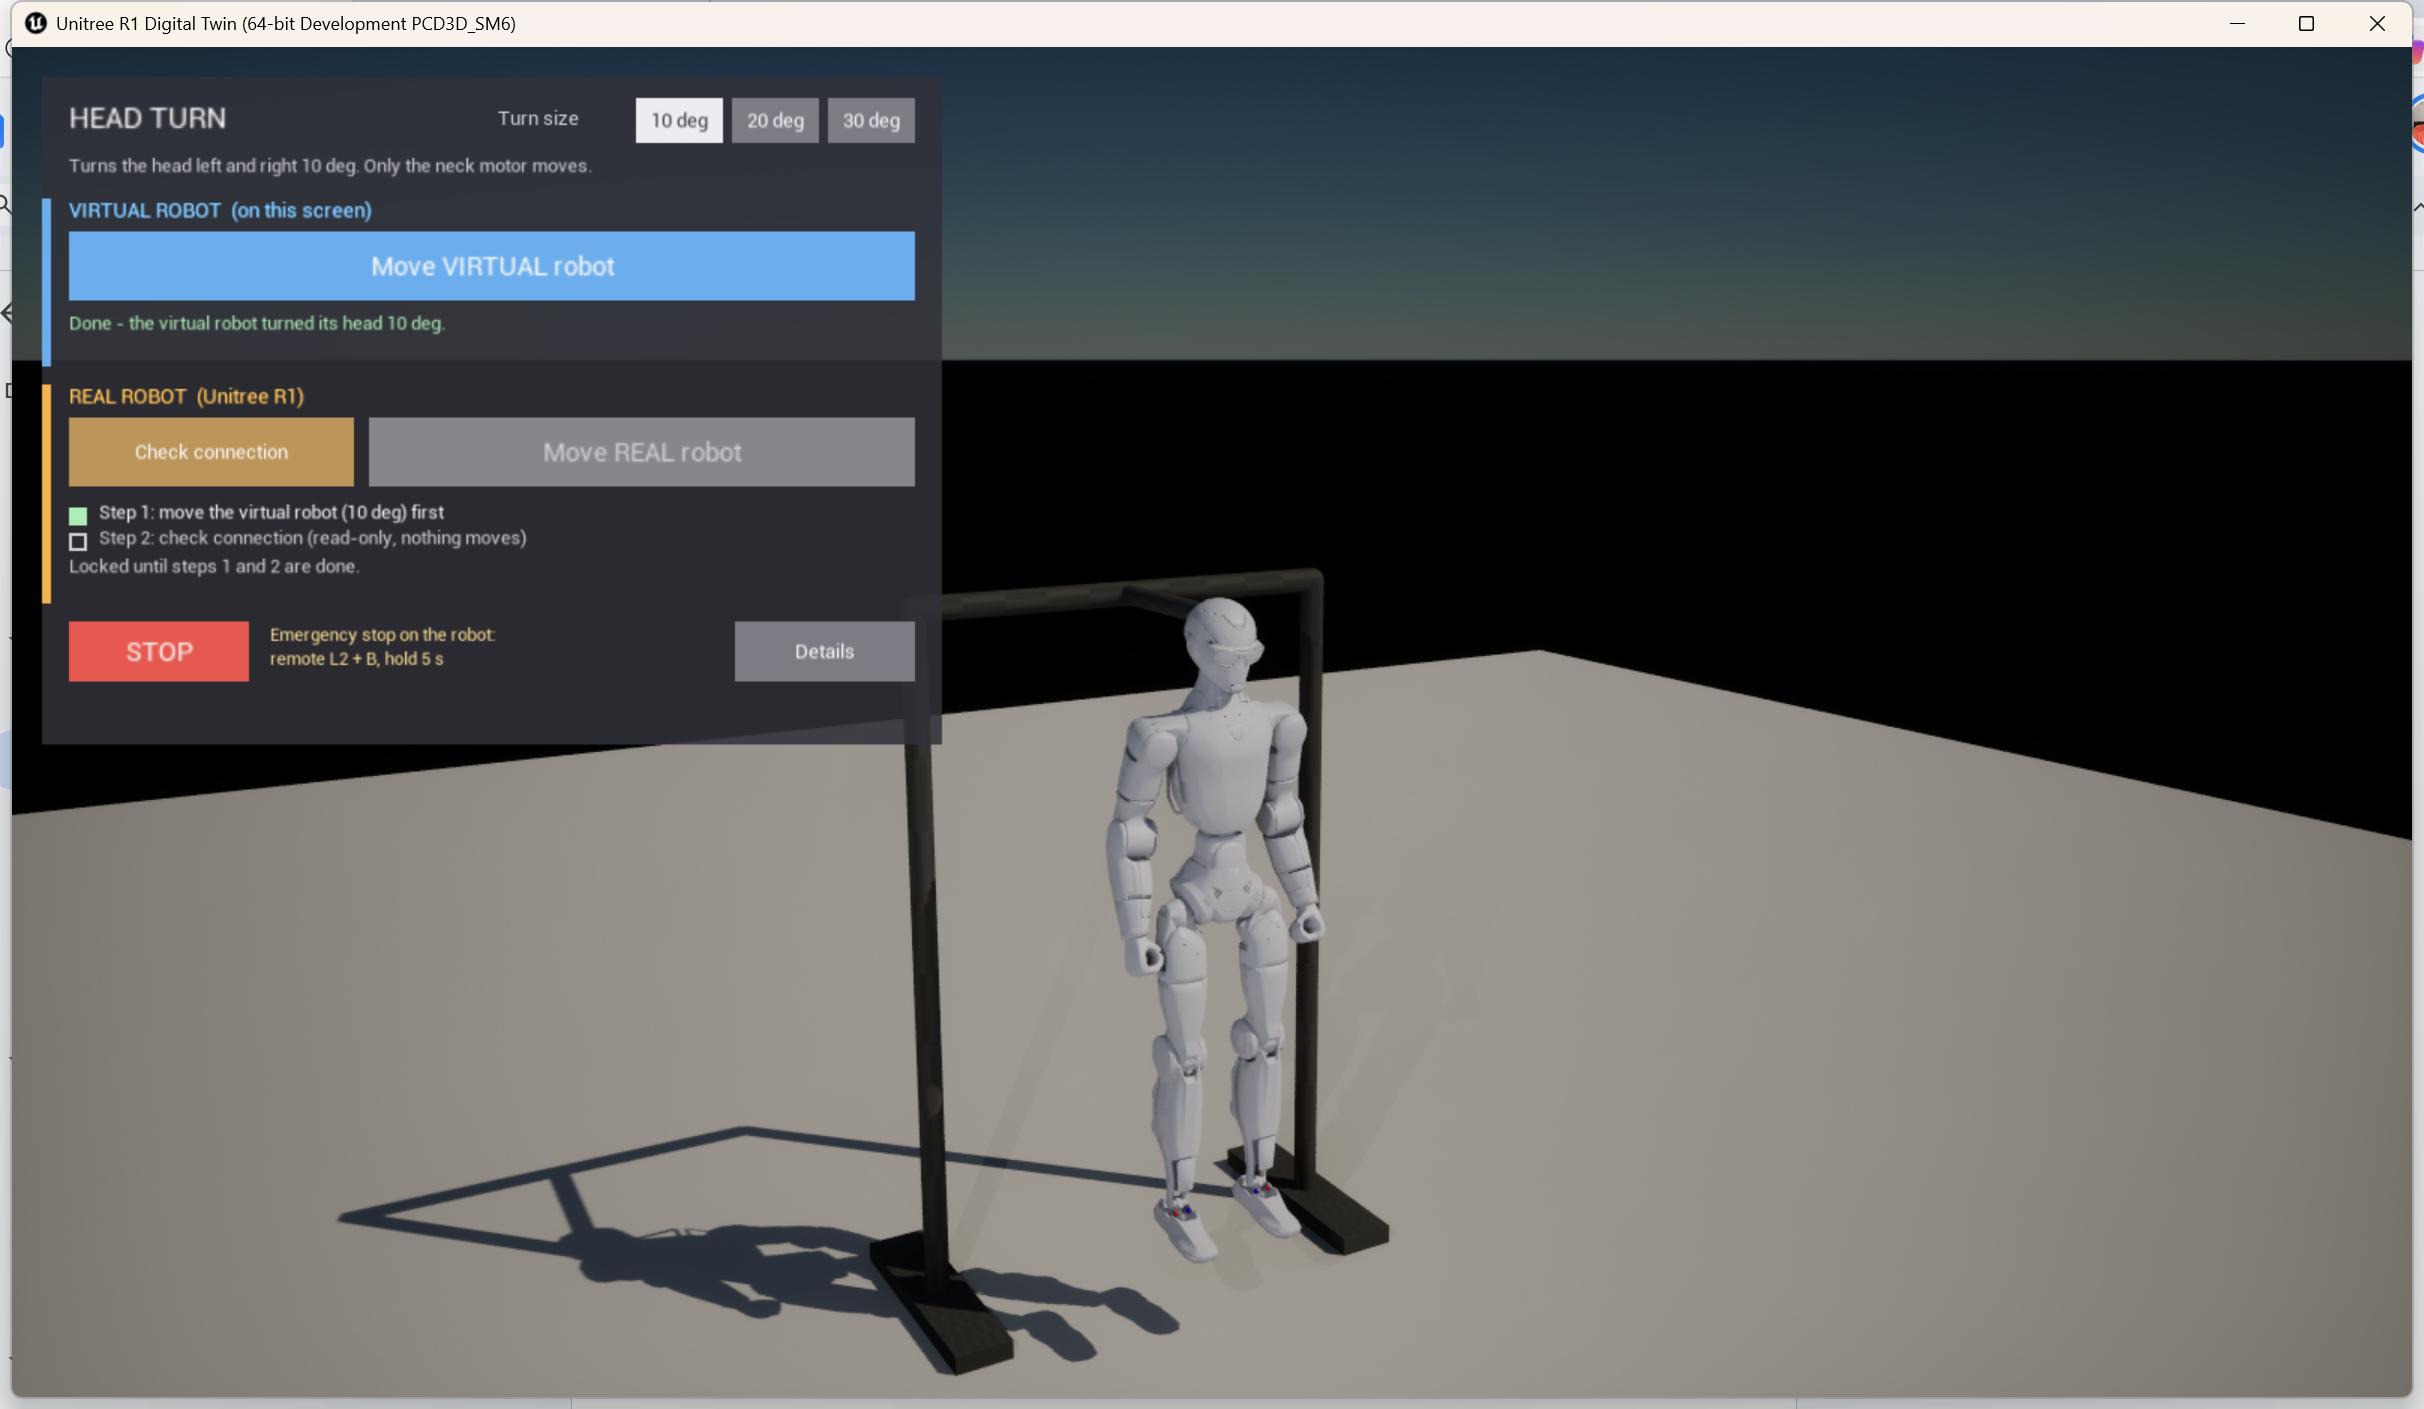 Unitree R1 Digital Twin (64-bit Development PCD3D_SM6)
HEAD TURN Turn size 10 deg 20 deg 30 deg
Turns the head left and right 10 deg. Only the neck motor moves.
VIRTUAL ROBOT (on this screen)
Move VIRTUAL robot
Done - the virtual robot turned its head 10 deg.
REAL ROBOT (Unitree R1)
Check connection Move REAL robot
Step 1: move the virtual robot (10 deg) first
Step 2: check connection (read-only, nothing moves)
Locked until steps 1 and 2 are done.
STOP
Emergency stop on the robot:
remote L2 + B, hold 5 s
Details